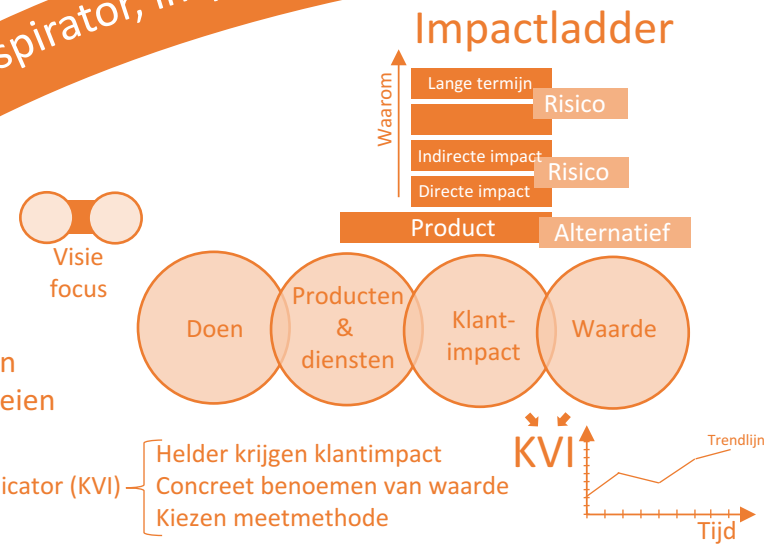 spirator,
Impactladder
Waarom
Lange termijn
Risico
Indirecte impact
Risico
Directe impact
Product
Alternatief
Visie
focus
Doen
Producten
&
diensten
Klant-
impact
Waarde
n
eien
icator (KVI)
Helder krijgen klantimpact
Concreet benoemen van waarde
Kiezen meetmethode
KVI
Trendlijn
Tijd